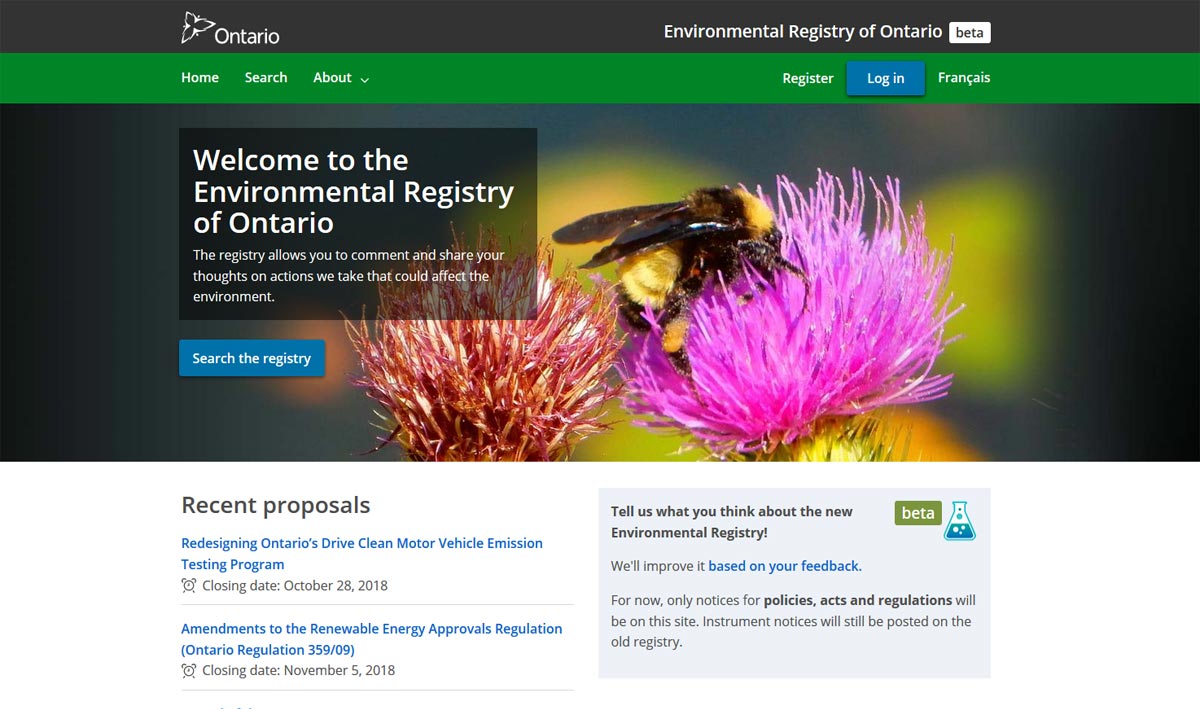 Ontario
Environmental Registry of Ontario beta
Home Search About
Register Log in Français
Welcome to the
Environmental Registry
of Ontario
The registry allows you to comment and share your
thoughts on actions we take that could affect the
environment.
Search the registry
Recent proposals
Redesigning Ontario’s Drive Clean Motor Vehicle Emission
Testing Program
Closing date: October 28, 2018
Amendments to the Renewable Energy Approvals Regulation
(Ontario Regulation 359/09)
Closing date: November 5, 2018
Tell us what you think about the new
Environmental Registry!
beta
We'll improve it based on your feedback.
For now, only notices for policies, acts and regulations will
be on this site. Instrument notices will still be posted on the
old registry.